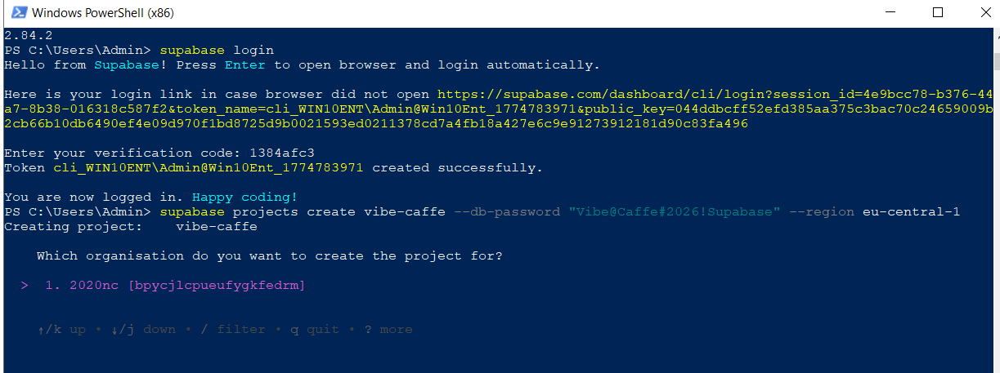 Windows PowerShell (x86)
2.84.2
PS C:\Users\Admin> supabase login
Hello from Supabase! Press Enter to open browser and login automatically.
Here is your login link in case browser did not open https://supabase.com/dashboard/cli/login?session_id=4e9bcc78-b376-44
a7-8b38-016318c587f2&token_name=cli_WIN10ENT\Admin@Win10Ent_1774783971&public_key=044ddbcff52efd385aa375c3bac70c24659009b
2cb66b10db6490ef4e09d970f1bd8725d9b0021593ed0211378cd7a4fb18a427e6c9e91273912181d90c83fa496
Enter your verification code: 1384afc3
Token cli_WIN10ENT\Admin@Win10Ent_1774783971 created successfully.
You are now logged in. Happy coding!
PS C:\Users\Admin> supabase projects create vibe-caffe --db-password "Vibe@Caffe#2026!Supabase" --region eu-central-1
Creating project:    vibe-caffe
Which organisation do you want to create the project for?
>  1. 2020nc [bpycjlcpueufygkfedrm]
↑/k up • ↓/j down • / filter • q quit • ? more